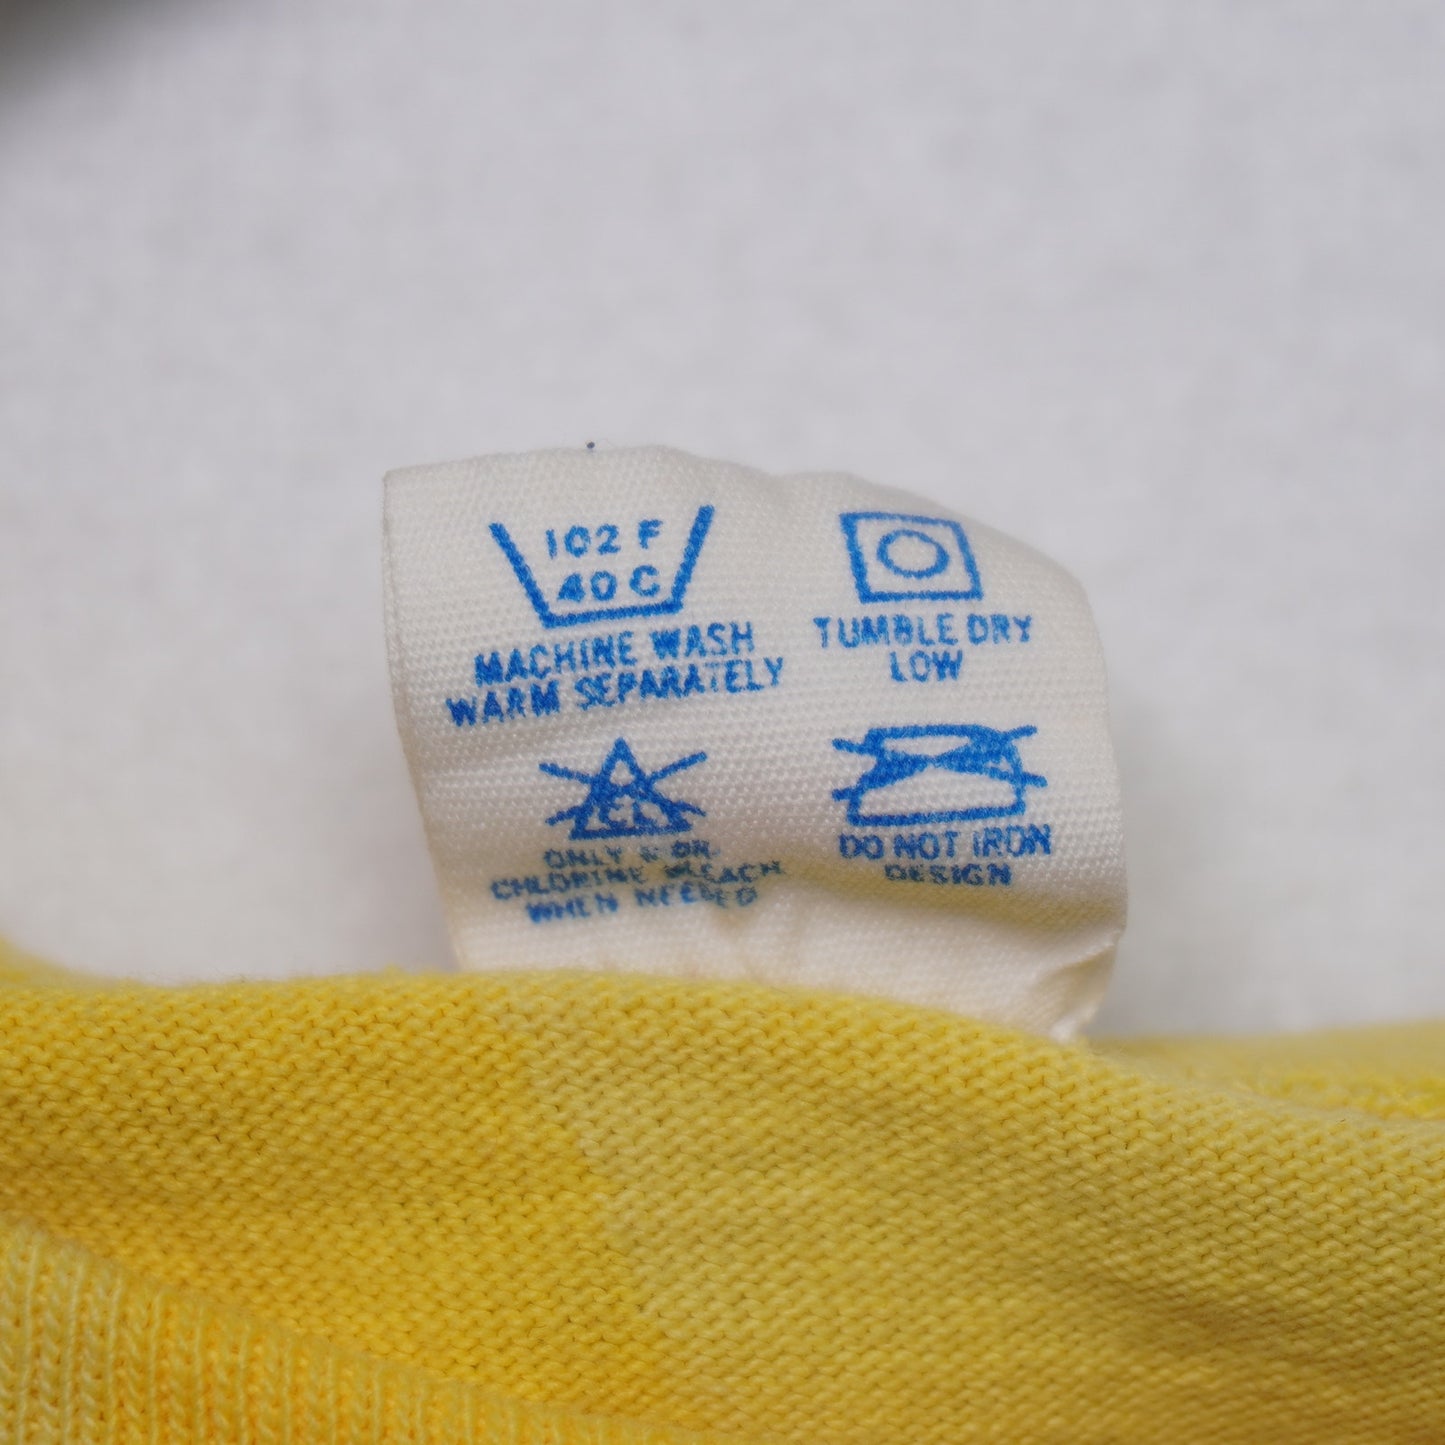 102 F
40 C
MACHINE WASH
WARM SEPARATELY
TUMBLE DRY
LOW
CL
ONLY NON-
CHLORINE BLEACH
WHEN NEEDED
DO NOT IRON
DESIGN